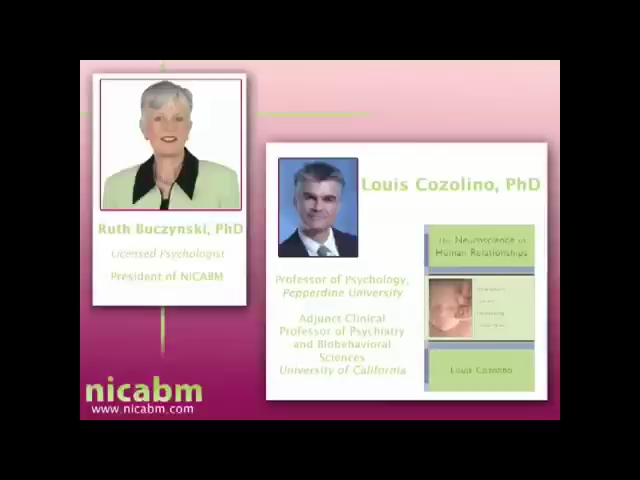 Ruth Buczynski, PhD
Licensed Psychologist
President of NICABM
Louis Cozolino, PhD
Professor of Psychology,
Pepperdine University
Adjunct Clinical
Professor of Psychiatry
and Biobehavioral
Sciences
University of California
The Neuroscience of
Human Relationships
Louis Cozolino
nicabm
www.nicabm.com